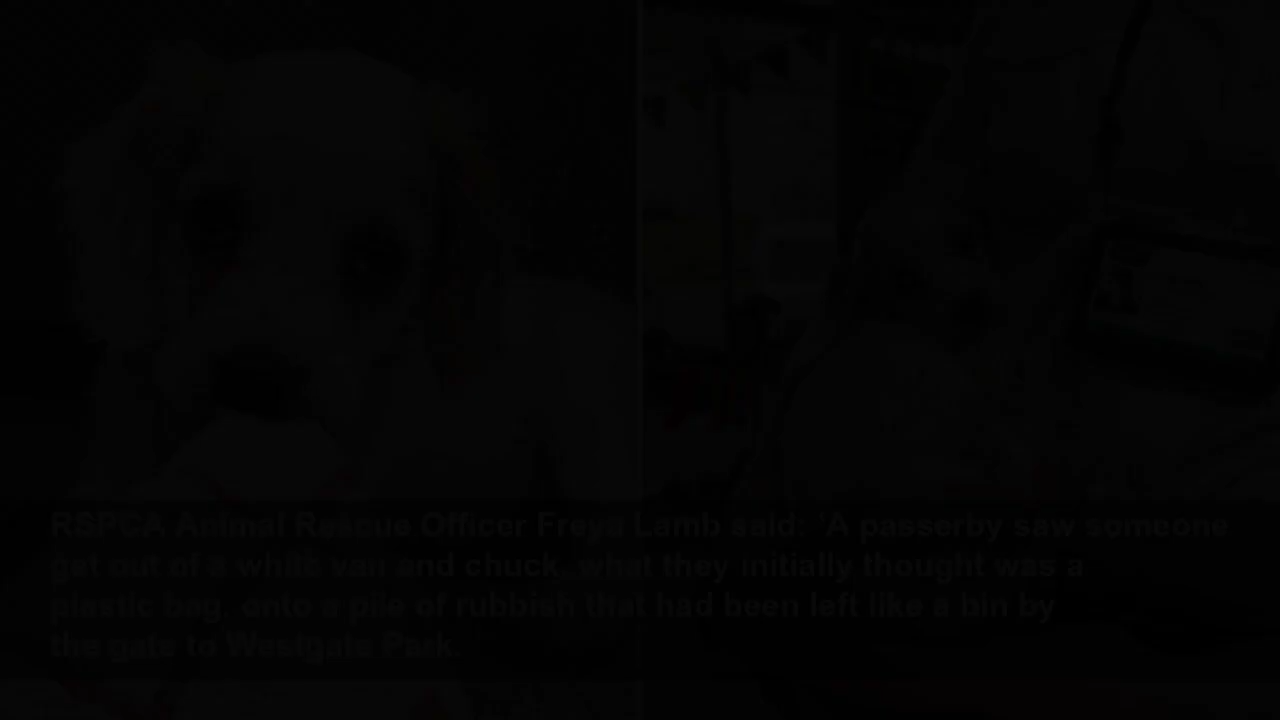 RSPCA Animal Rescue Officer Freya Lamb said: 'A passerby saw someone
get out of a white van and chuck, what they initially thought was a
plastic bag, onto a pile of rubbish that had been left like a bin by
the gate to Westgate Park.